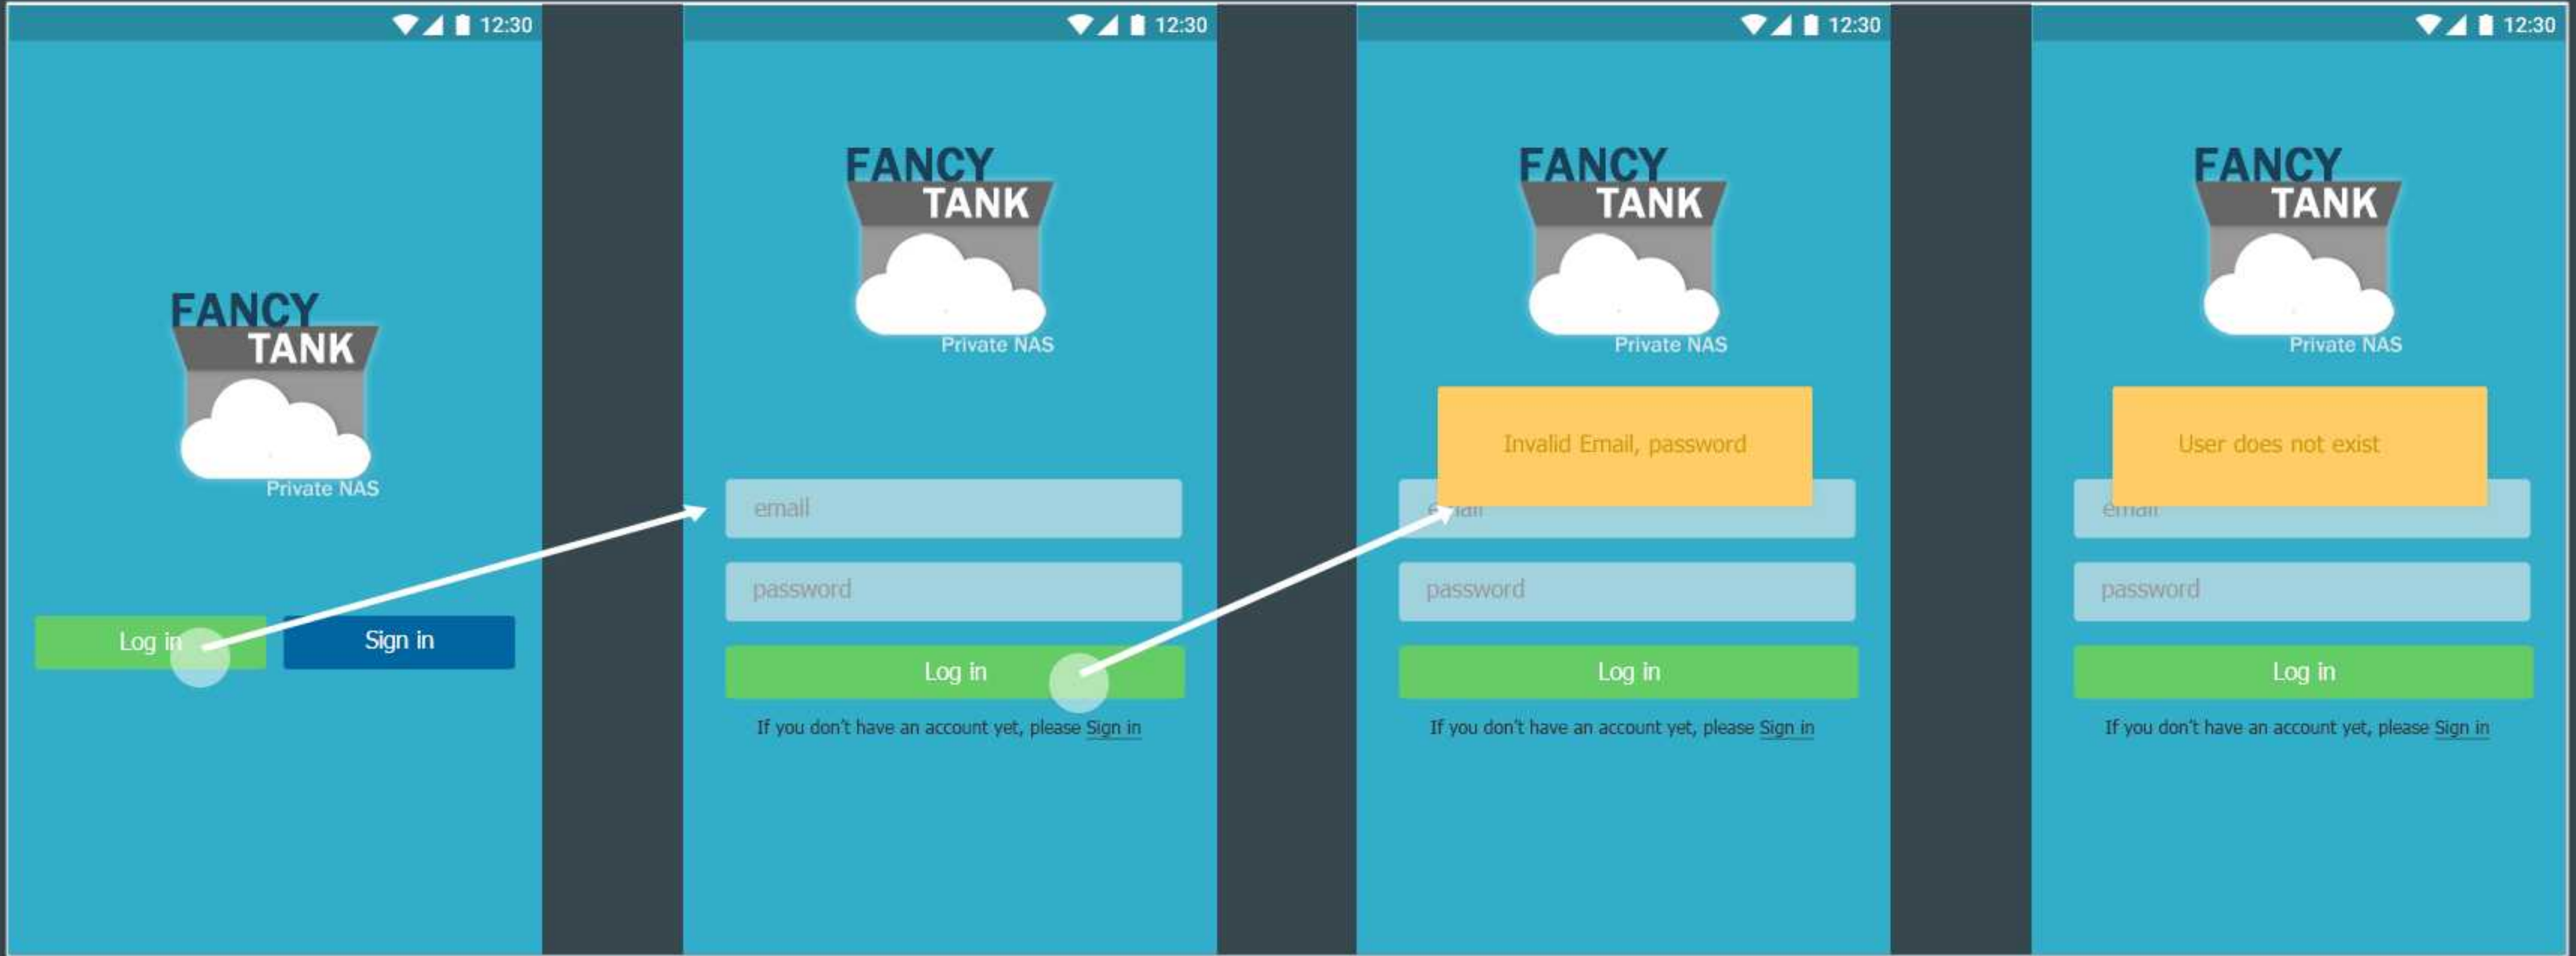 12:30
FANCY
TANK
Private NAS
Log in
Sign in
12:30
FANCY
TANK
Private NAS
email
password
Log in
If you don't have an account yet, please Sign in
12:30
FANCY
TANK
Private NAS
Invalid Email, password
email
password
Log in
If you don't have an account yet, please Sign in
12:30
FANCY
TANK
Private NAS
User does not exist
email
password
Log in
If you don't have an account yet, please Sign in